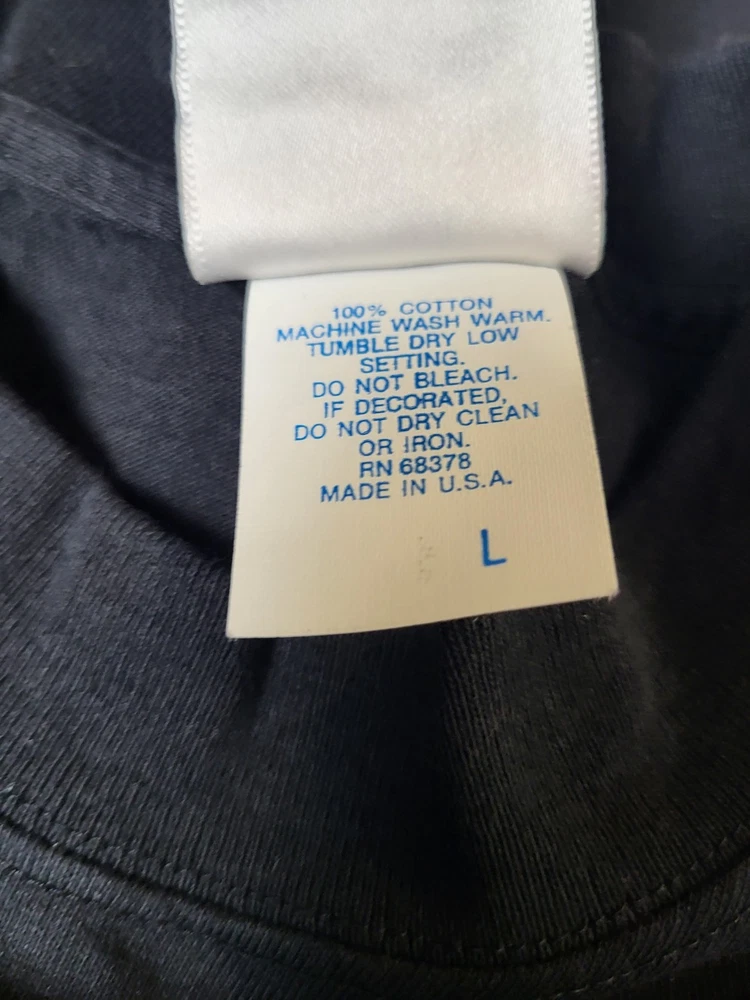 100% COTTON
MACHINE WASH WARM.
TUMBLE DRY LOW
SETTING.
DO NOT BLEACH.
IF DECORATED,
DO NOT DRY CLEAN
OR IRON.
RN 68378
MADE IN U.S.A.
L